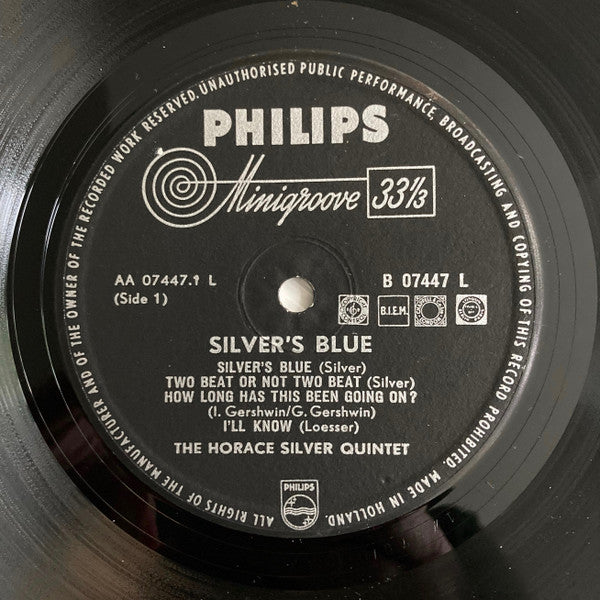 ALL RIGHTS OF THE MANUFACTURER AND OF THE OWNER OF THE RECORDED WORK RESERVED. UNAUTHORISED PUBLIC PERFORMANCE, BROADCASTING AND COPYING OF THIS RECORD PROHIBITED. MADE IN HOLLAND.
PHILIPS
Minigroove 33⅓
AA 07447.1 L
(Side 1)
B 07447 L
B.I.E.M.
SILVER'S BLUE
SILVER'S BLUE (Silver)
TWO BEAT OR NOT TWO BEAT (Silver)
HOW LONG HAS THIS BEEN GOING ON?
(I. Gershwin/G. Gershwin)
I'LL KNOW (Loesser)
THE HORACE SILVER QUINTET
PHILIPS